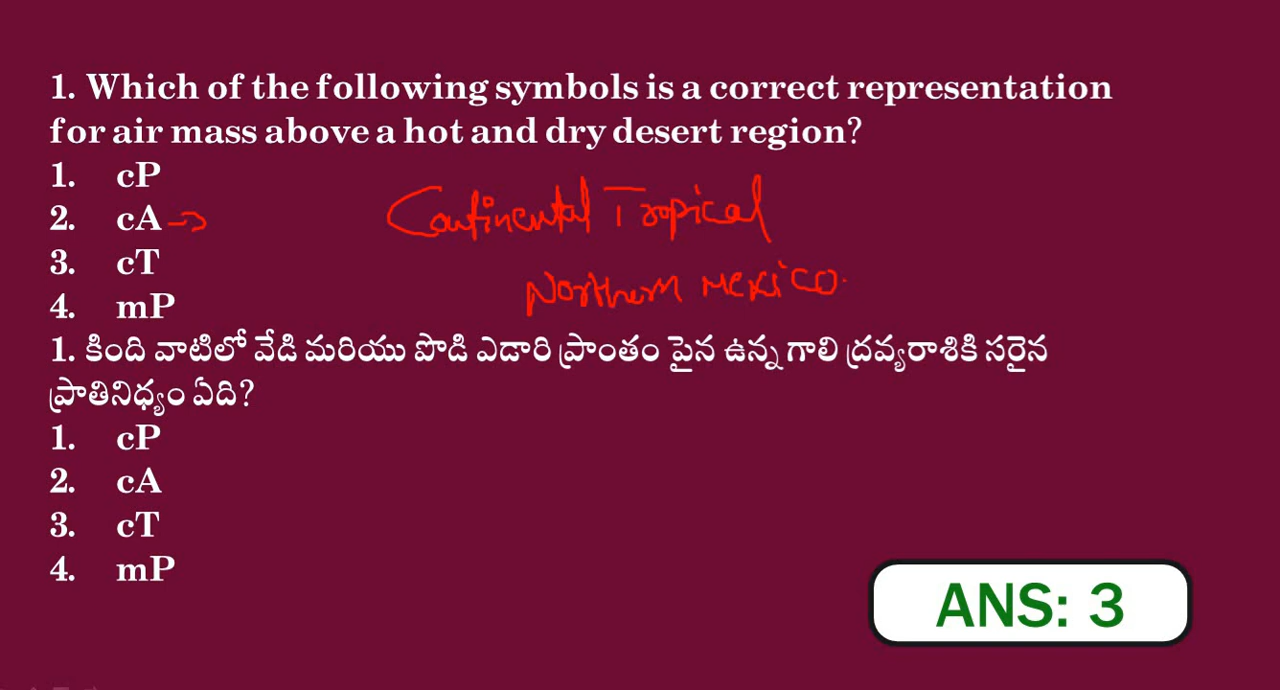 1. Which of the following symbols is a correct representation
for air mass above a hot and dry desert region?
1. cP
2. cA
3. cT
4. mP
Continental Tropical
Northern Mexico.
1. కింది వాటిలో వేడి మరియు పొడి ఎడారి ప్రాంతం పైన ఉన్న గాలి ద్రవ్యరాశికి సరైన
ప్రాతినిధ్యం ఏది?
1. cP
2. cA
3. cT
4. mP
ANS: 3